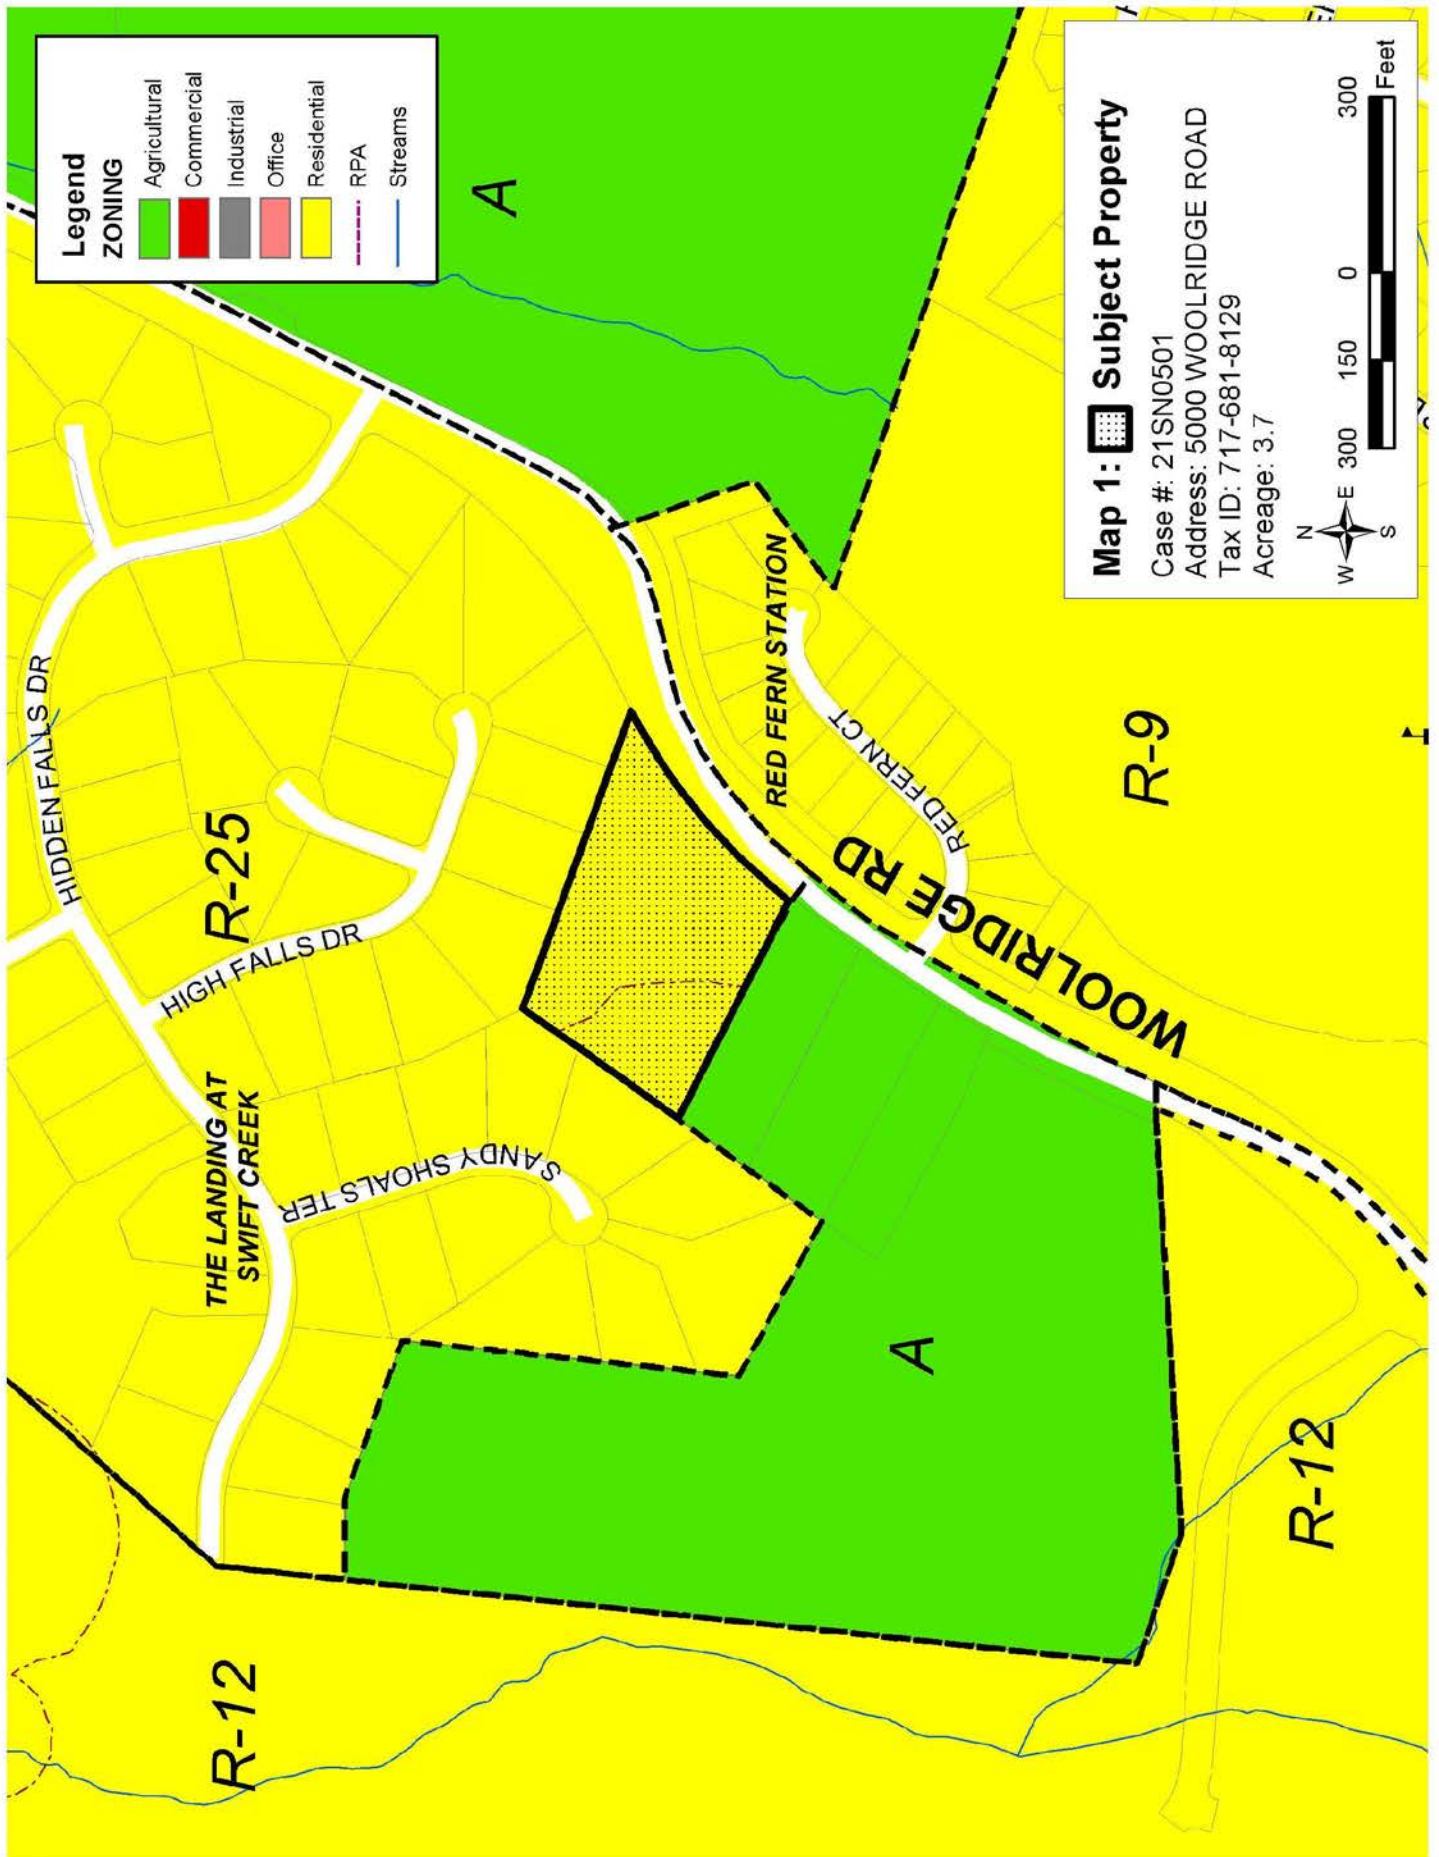 Legend
ZONING
Agricultural
Commercial
Industrial
Office
Residential
RPA
Streams
A
HIDDEN FALLS DR
R-25
HIGH FALLS DR
THE LANDING AT
SWIFT CREEK
SANDY SHOALS TER
R-12
RED FERN STATION
RED FERN CT
WOOLRIDGE RD
R-9
A
R-12
Map 1: Subject Property
Case #: 21SN0501
Address: 5000 WOOLRIDGE ROAD
Tax ID: 717-681-8129
Acreage: 3.7
N
W E
S
300 150 0 300
Feet